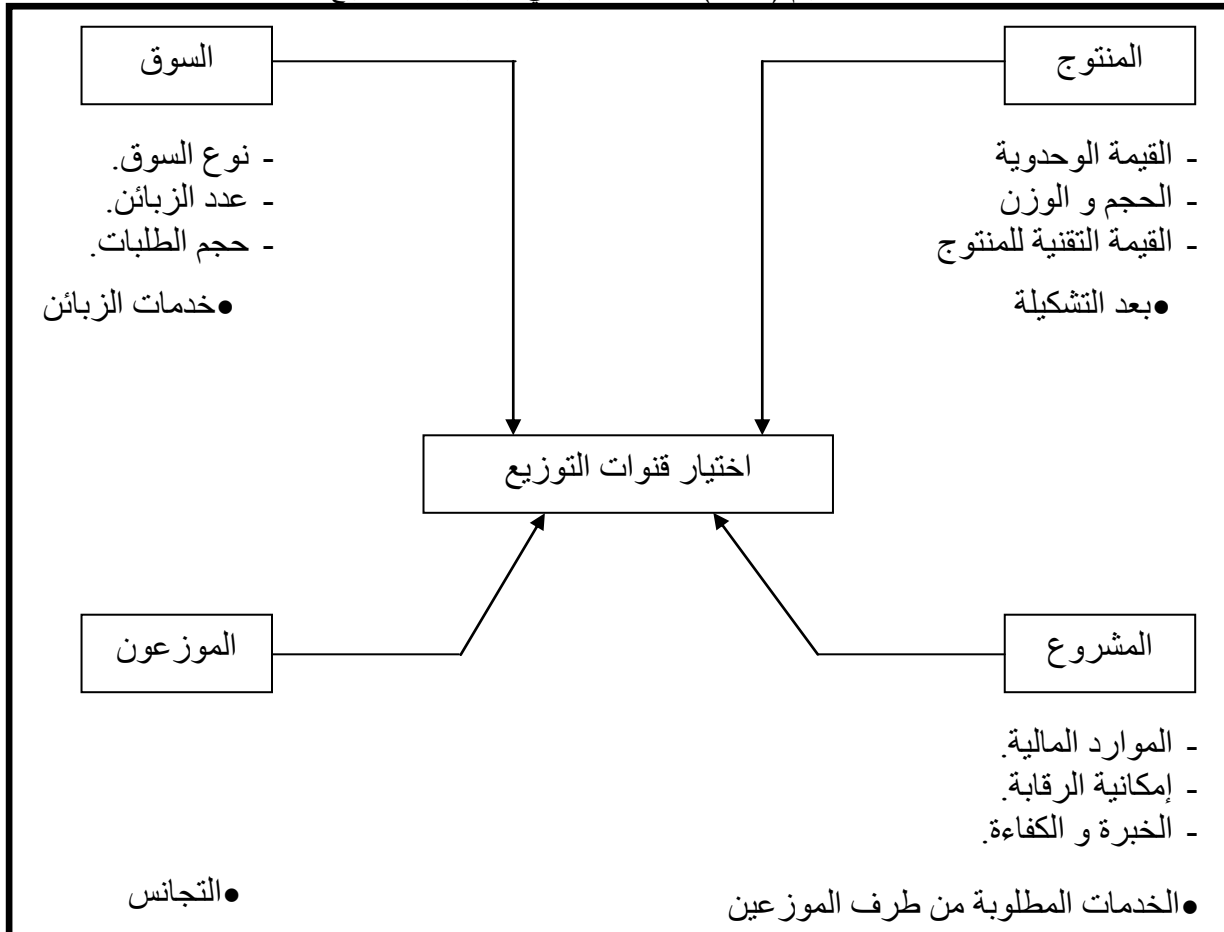 المنتوج
- القيمة الوحدوية
- الحجم و الوزن
- القيمة التقنية للمنتوج
●بعد التشكيلة
السوق
- نوع السوق.
- عدد الزبائن.
- حجم الطلبات.
●خدمات الزبائن
اختيار قنوات التوزيع
المشروع
- الموارد المالية.
- إمكانية الرقابة.
- الخبرة و الكفاءة.
●الخدمات المطلوبة من طرف الموزعين
الموزعون
●التجانس